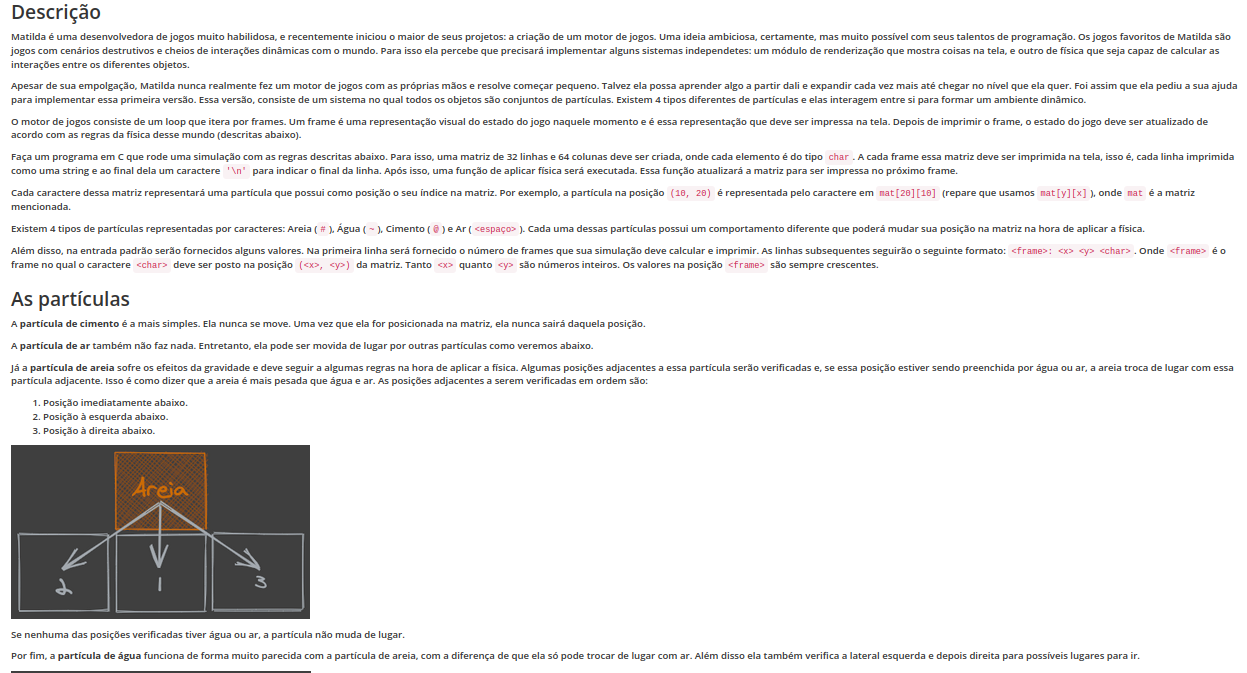 Descrição
Matilda é uma desenvolvedora de jogos muito habilidosa, e recentemente iniciou o maior de seus projetos: a criação de um motor de jogos. Uma ideia ambiciosa, certamente, mas muito possível com seus talentos de programação. Os jogos favoritos de Matilda são
jogos com cenários destrutivos e cheios de interações dinâmicas com o mundo. Para isso ela percebe que precisará implementar alguns sistemas independetes: um módulo de renderização que mostra coisas na tela, e outro de física que seja capaz de calcular as
interações entre os diferentes objetos.
Apesar de sua empolgação, Matilda nunca realmente fez um motor de jogos com as próprias mãos e resolve começar pequeno. Talvez ela possa aprender algo a partir dali e expandir cada vez mais até chegar no nível que ela quer. Foi assim que ela pediu a sua ajuda
para implementar essa primeira versão. Essa versão, consiste de um sistema no qual todos os objetos são conjuntos de partículas. Existem 4 tipos diferentes de partículas e elas interagem entre si para formar um ambiente dinâmico.
O motor de jogos consiste de um loop que itera por frames. Um frame é uma representação visual do estado do jogo naquele momento e é essa representação que deve ser impressa na tela. Depois de imprimir o frame, o estado do jogo deve ser atualizado de
acordo com as regras da física desse mundo (descritas abaixo).
Faça um programa em C que rode uma simulação com as regras descritas abaixo. Para isso, uma matriz de 32 linhas e 64 colunas deve ser criada, onde cada elemento é do tipo char . A cada frame essa matriz deve ser imprimida na tela, isso é, cada linha imprimida
como uma string e ao final dela um caractere '\n' para indicar o final da linha. Após isso, uma função de aplicar física será executada. Essa função atualizará a matriz para ser impressa no próximo frame.
Cada caractere dessa matriz representará uma partícula que possui como posição o seu índice na matriz. Por exemplo, a partícula na posição (10, 20) é representada pelo caractere em mat[20][10] (repare que usamos mat[y][x] ), onde mat é a matriz
mencionada.
Existem 4 tipos de partículas representadas por caracteres: Areia ( # ), Água ( ~ ), Cimento ( @ ) e Ar ( <espaço> ). Cada uma dessas partículas possui um comportamento diferente que poderá mudar sua posição na matriz na hora de aplicar a física.
Além disso, na entrada padrão serão fornecidos alguns valores. Na primeira linha será fornecido o número de frames que sua simulação deve calcular e imprimir. As linhas subsequentes seguirão o seguinte formato: <frame>: <x> <y> <char> . Onde <frame> é o
frame no qual o caractere <char> deve ser posto na posição (<x>, <y>) da matriz. Tanto <x> quanto <y> são números inteiros. Os valores na posição <frame> são sempre crescentes.
As partículas
A partícula de cimento é a mais simples. Ela nunca se move. Uma vez que ela for posicionada na matriz, ela nunca sairá daquela posição.
A partícula de ar também não faz nada. Entretanto, ela pode ser movida de lugar por outras partículas como veremos abaixo.
Já a partícula de areia sofre os efeitos da gravidade e deve seguir a algumas regras na hora de aplicar a física. Algumas posições adjacentes a essa partícula serão verificadas e, se essa posição estiver sendo preenchida por água ou ar, a areia troca de lugar com essa
partícula adjacente. Isso é como dizer que a areia é mais pesada que água e ar. As posições adjacentes a serem verificadas em ordem são:
1. Posição imediatamente abaixo.
2. Posição à esquerda abaixo.
3. Posição à direita abaixo.
Areia
2 1 3
Se nenhuma das posições verificadas tiver água ou ar, a partícula não muda de lugar.
Por fim, a partícula de água funciona de forma muito parecida com a partícula de areia, com a diferença de que ela só pode trocar de lugar com ar. Além disso ela também verifica a lateral esquerda e depois direita para possíveis lugares para ir.